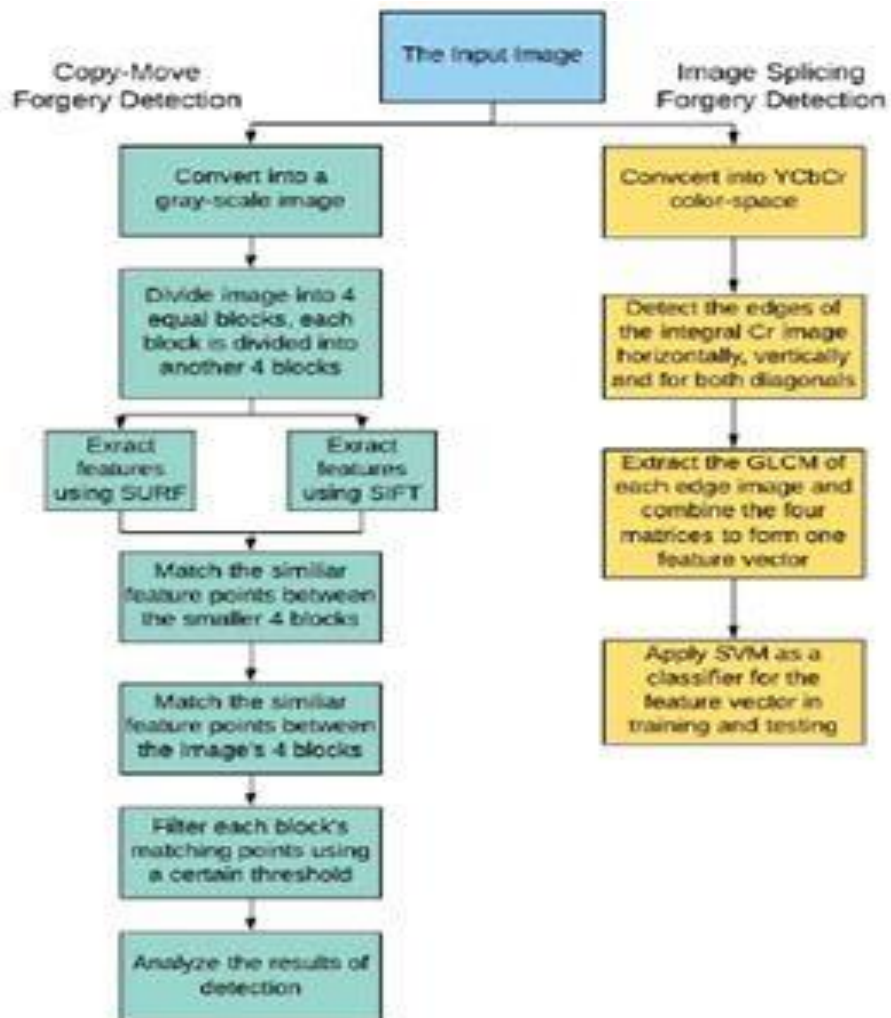 The Input Image
Copy-Move
Forgery Detection
Image Splicing
Forgery Detection
Convert into a
gray-scale image
Divide image into 4
equal blocks, each
block is divided into
another 4 blocks
Exract
features
using SURF
Exract
features
using SIFT
Match the similiar
feature points between
the smaller 4 blocks
Match the similiar
feature points between
the image's 4 blocks
Filter each block's
matching points using
a certain threshold
Analyze the results of
detection
Convcert into YCbCr
color-space
Detect the edges of
the integral Cr image
horizontally, vertically
and for both diagonals
Extract the GLCM of
each edge image and
combine the four
matrices to form one
feature vector
Apply SVM as a
classifier for the
feature vector in
training and testing